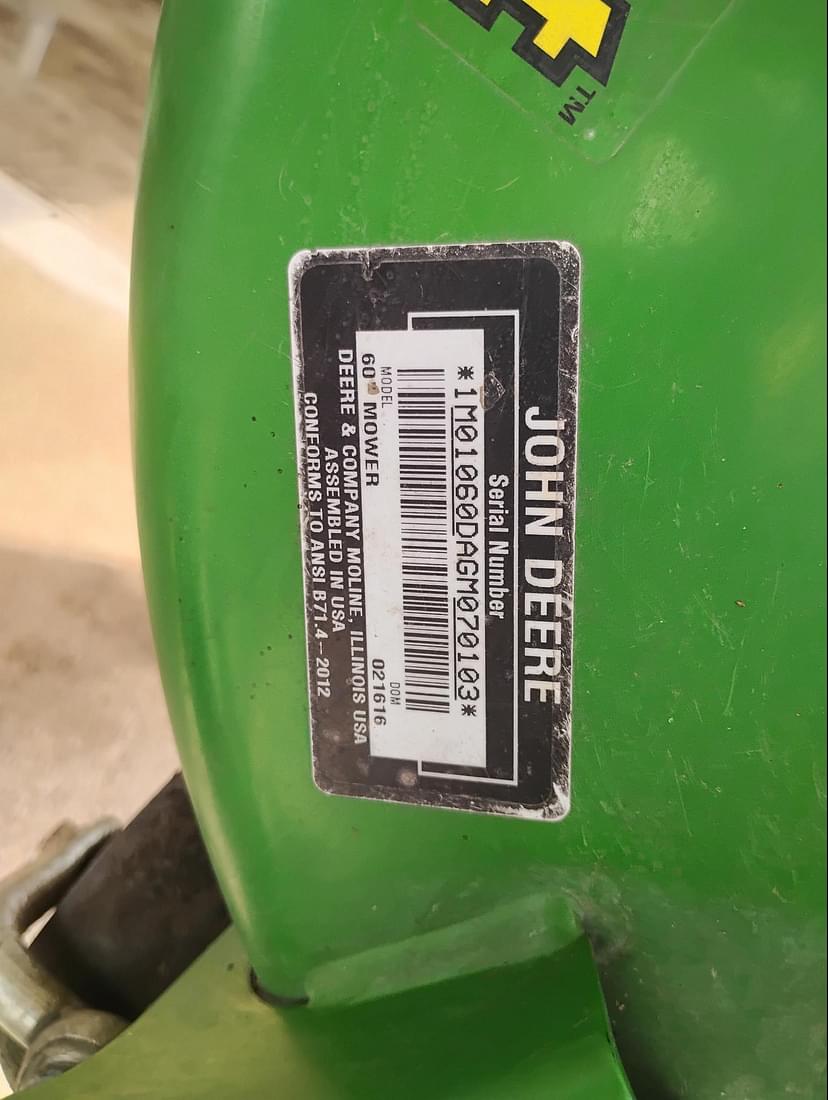 TM
JOHN DEERE
Serial Number
*1M01060DAGM070103*
MODEL DOM
MOWER 021616
DEERE & COMPANY MOLINE, ILLINOIS USA
ASSEMBLED IN USA
CONFORMS TO ANSI B71.4-2012